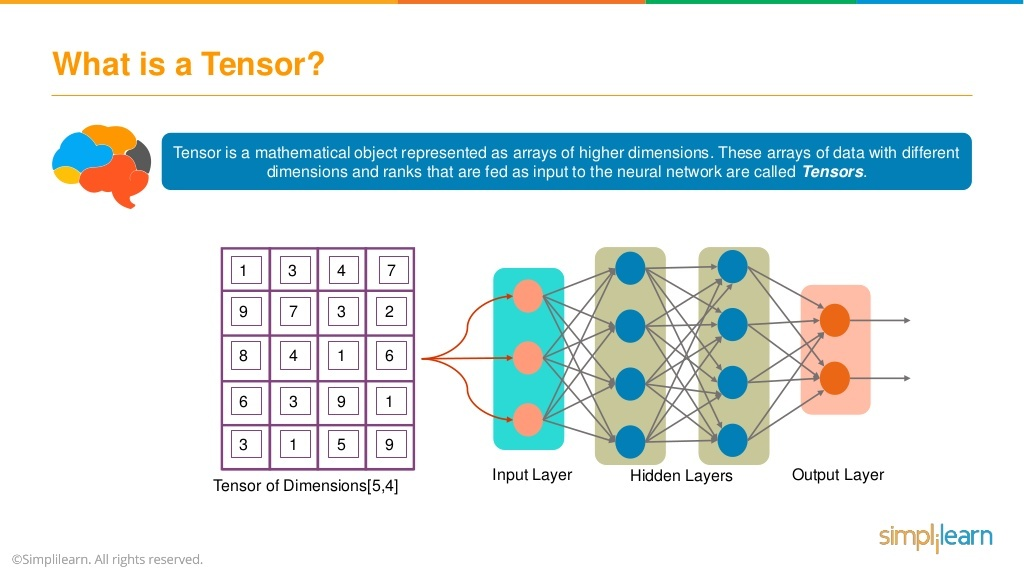 What is a Tensor?
Tensor is a mathematical object represented as arrays of higher dimensions. These arrays of data with different
dimensions and ranks that are fed as input to the neural network are called Tensors.
1 3 4 7
9 7 3 2
8 4 1 6
6 3 9 1
3 1 5 9
Tensor of Dimensions[5,4]
Input Layer
Hidden Layers
Output Layer
simplilearn
©Simplilearn. All rights reserved.